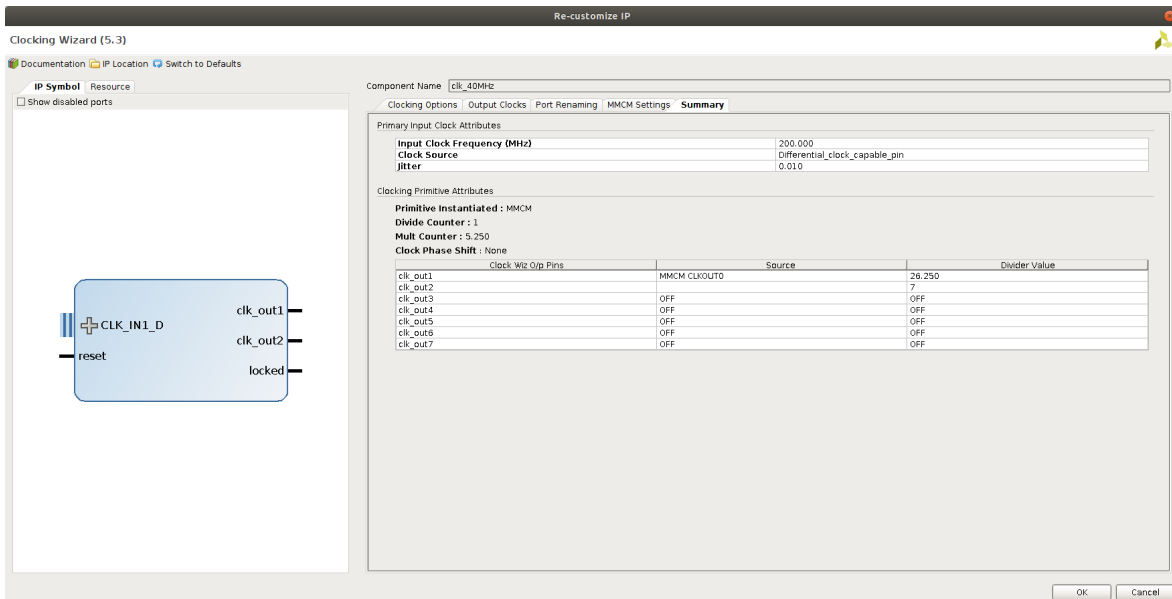 Re-customize IP
Clocking Wizard (5.3)
Documentation IP Location Switch to Defaults
IP Symbol Resource
Show disabled ports
CLK_IN1_D
reset
clk_out1
clk_out2
locked
Component Name clk_40MHz
Clocking Options Output Clocks Port Renaming MMCM Settings Summary
Primary Input Clock Attributes
Input Clock Frequency (MHz) 200.000
Clock Source Differential_clock_capable_pin
Jitter 0.010
Clocking Primitive Attributes
Primitive Instantiated : MMCM
Divide Counter : 1
Mult Counter : 5.250
Clock Phase Shift : None
Clock Wiz O/p Pins Source Divider Value
clk_out1 MMCM CLKOUT0 26.250
clk_out2 7
clk_out3 OFF OFF
clk_out4 OFF OFF
clk_out5 OFF OFF
clk_out6 OFF OFF
clk_out7 OFF OFF
OK Cancel